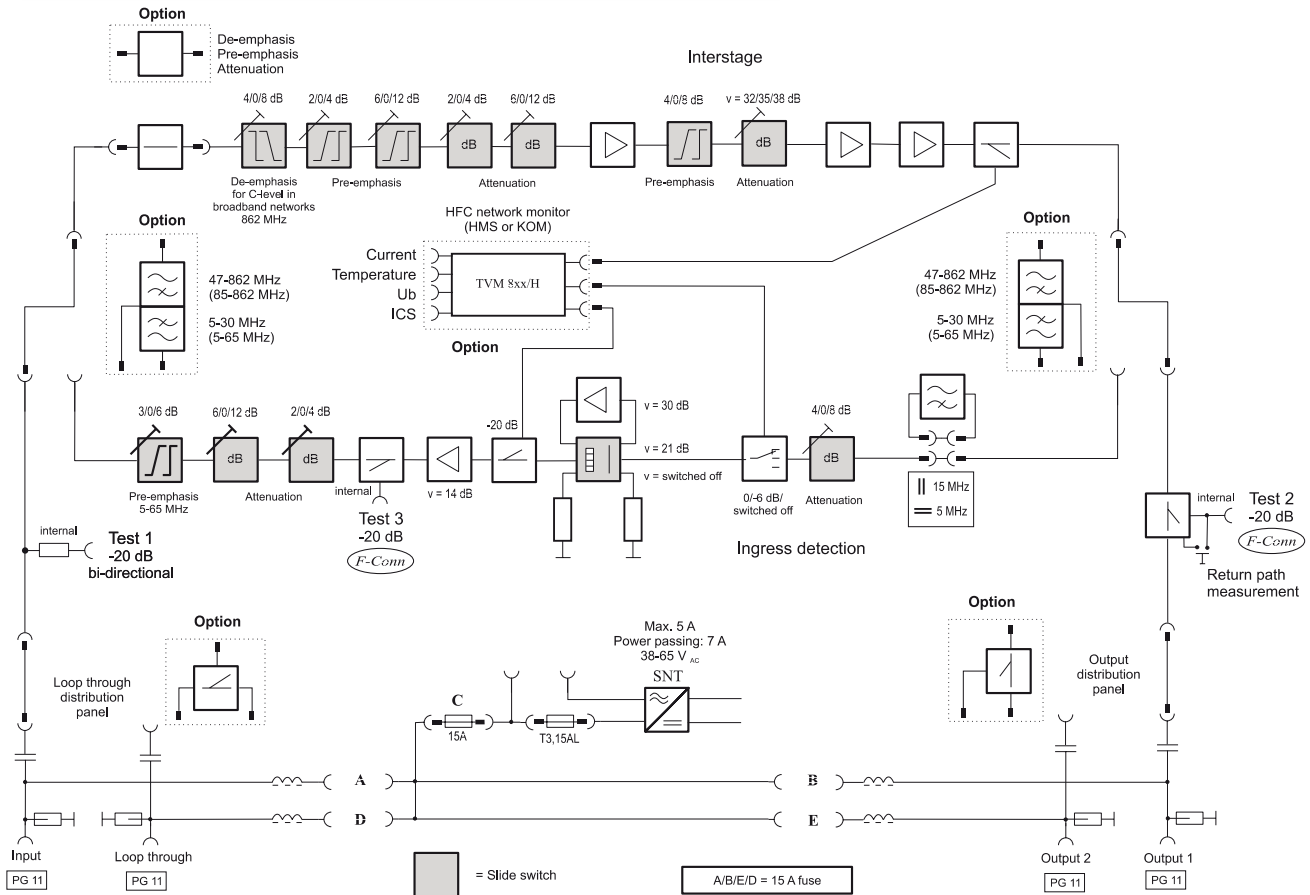 Option
De-emphasis
Pre-emphasis
Attenuation
Interstage
4/0/8 dB
2/0/4 dB
6/0/12 dB
2/0/4 dB
6/0/12 dB
4/0/8 dB
v = 32/35/38 dB
dB
dB
dB
De-emphasis
for C-level in
broadband networks
862 MHz
Pre-emphasis
Attenuation
Pre-emphasis
Attenuation
Option
47-862 MHz
(85-862 MHz)
5-30 MHz
(5-65 MHz)
HFC network monitor
(HMS or KOM)
Current
Temperature
Ub
ICS
TVM 8xx/H
Option
Option
47-862 MHz
(85-862 MHz)
5-30 MHz
(5-65 MHz)
3/0/6 dB
6/0/12 dB
2/0/4 dB
dB
dB
Pre-emphasis
5-65 MHz
Attenuation
internal
Test 3
-20 dB
F-Conn
v = 14 dB
-20 dB
v = 30 dB
v = 21 dB
v = switched off
0/-6 dB/
switched off
4/0/8 dB
dB
Attenuation
15 MHz
5 MHz
Ingress detection
internal
Test 1
-20 dB
bi-directional
internal
Test 2
-20 dB
F-Conn
Return path
measurement
Option
Loop through
distribution
panel
Max. 5 A
Power passing: 7 A
38-65 V AC
SNT
C
15A
T3,15AL
Option
Output
distribution
panel
A
B
D
E
Input
PG 11
Loop through
PG 11
= Slide switch
A/B/E/D = 15 A fuse
Output 2
PG 11
Output 1
PG 11